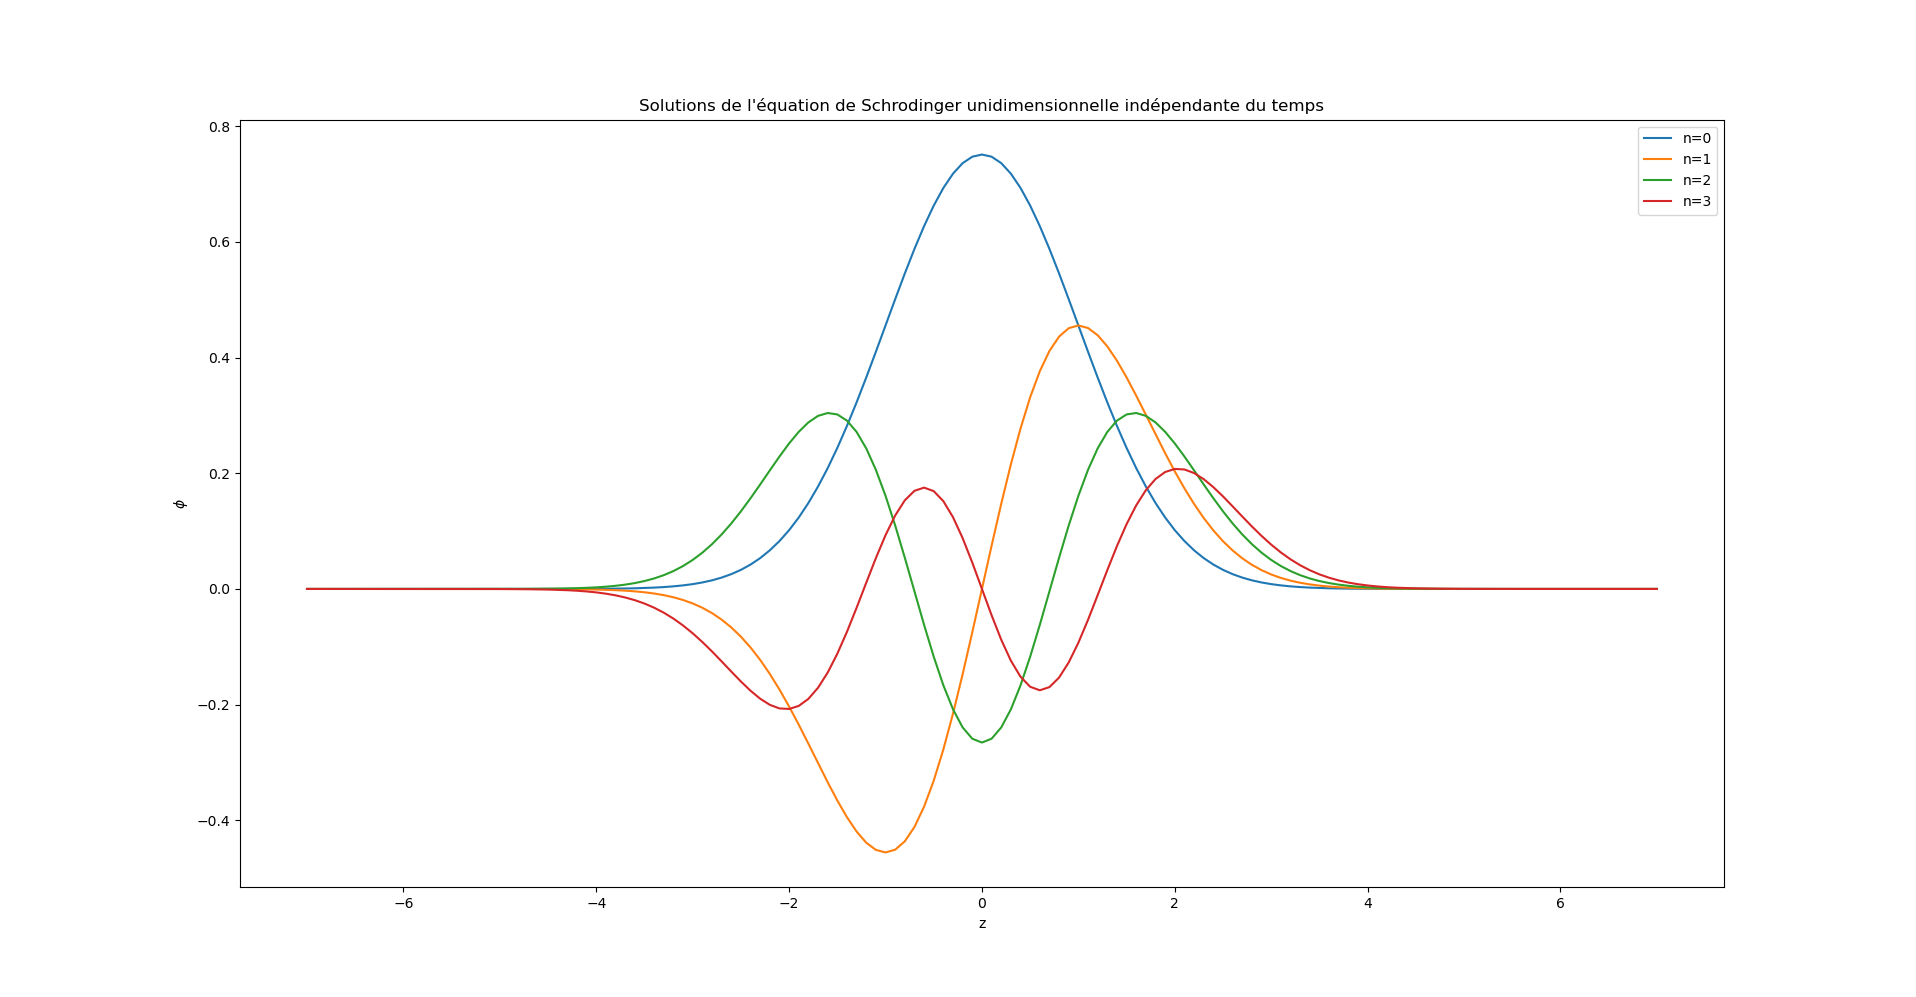 Solutions de l'équation de Schrodinger unidimensionnelle indépendante du temps
n=0
n=1
n=2
n=3
0.8
0.6
0.4
0.2
0.0
−0.2
−0.4
ϕ
−6 −4 −2 0 2 4 6
z